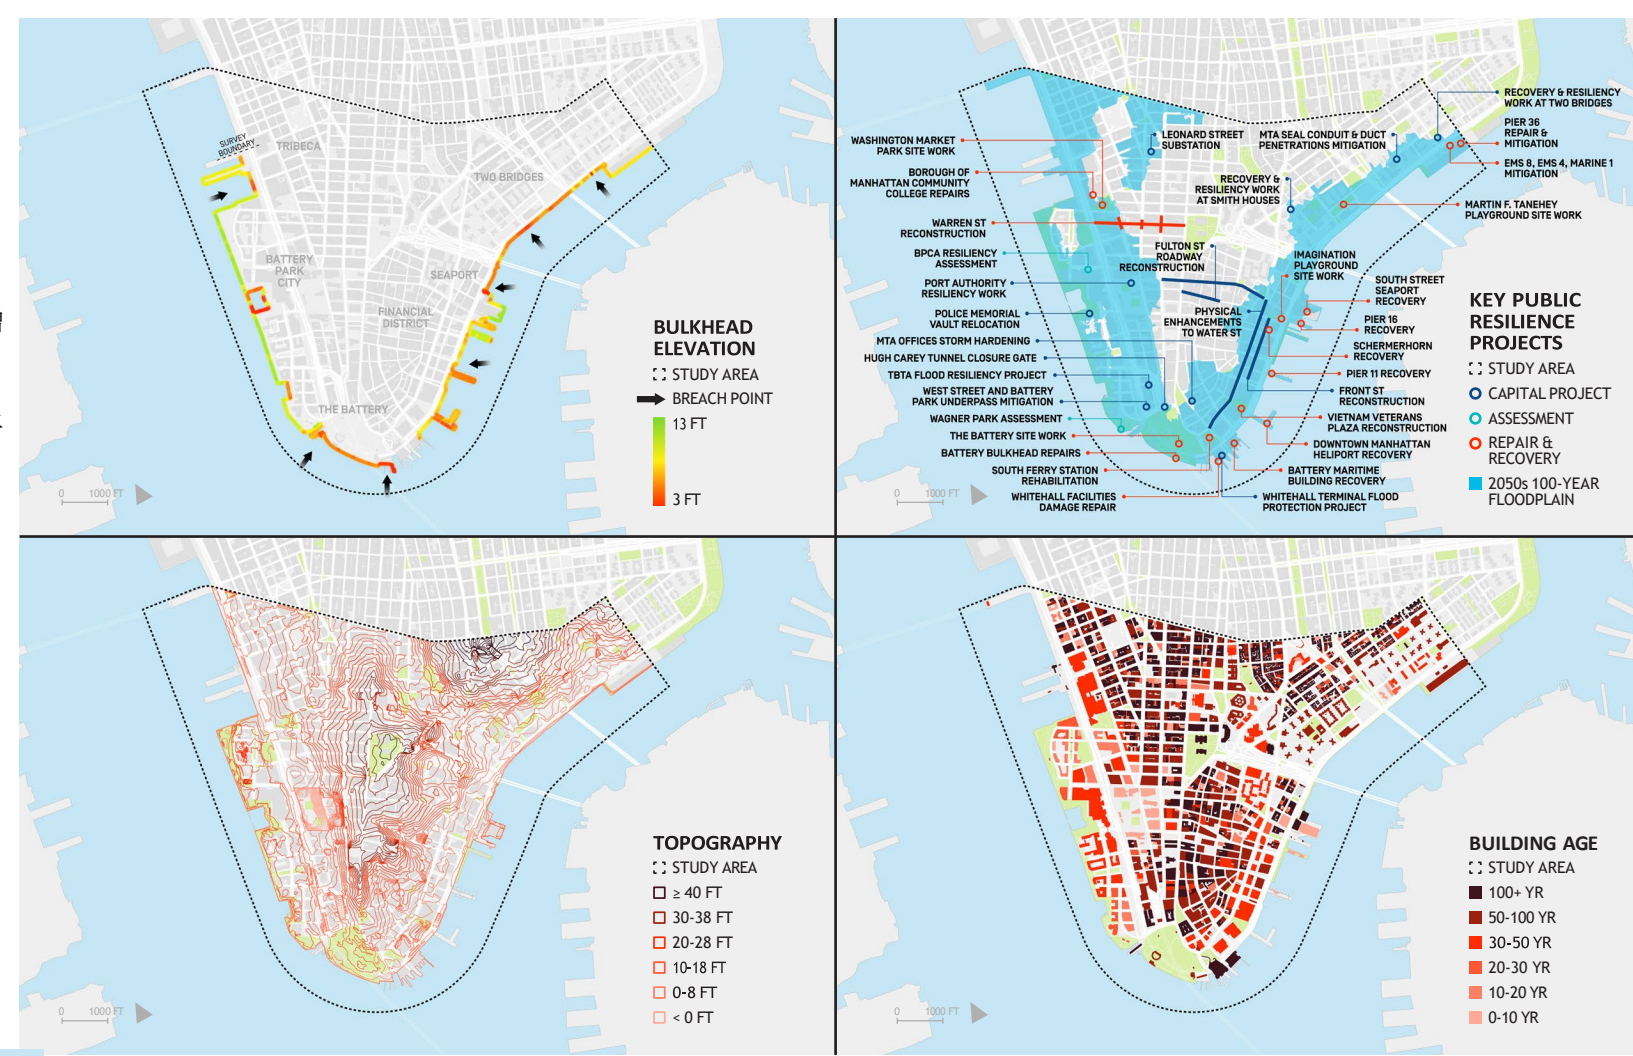 SURVEY
BOUNDARY
TRIBECA
TWO BRIDGES
BATTERY
PARK
CITY
SEAPORT
FINANCIAL
DISTRICT
THE BATTERY
0 1000 FT
BULKHEAD
ELEVATION
STUDY AREA
BREACH POINT
13 FT
3 FT
WASHINGTON MARKET
PARK SITE WORK
BOROUGH OF
MANHATTAN COMMUNITY
COLLEGE REPAIRS
WARREN ST
RECONSTRUCTION
BPCA RESILIENCY
ASSESSMENT
PORT AUTHORITY
RESILIENCY WORK
POLICE MEMORIAL
VAULT RELOCATION
MTA OFFICES STORM HARDENING
HUGH CAREY TUNNEL CLOSURE GATE
TBTA FLOOD RESILIENCY PROJECT
WEST STREET AND BATTERY
PARK UNDERPASS MITIGATION
WAGNER PARK ASSESSMENT
THE BATTERY SITE WORK
BATTERY BULKHEAD REPAIRS
SOUTH FERRY STATION
REHABILITATION
WHITEHALL FACILITIES
DAMAGE REPAIR
LEONARD STREET
SUBSTATION
MTA SEAL CONDUIT & DUCT
PENETRATIONS MITIGATION
RECOVERY &
RESILIENCY WORK
AT SMITH HOUSES
FULTON ST
ROADWAY
RECONSTRUCTION
PHYSICAL
ENHANCEMENTS
TO WATER ST
IMAGINATION
PLAYGROUND
SITE WORK
RECOVERY & RESILIENCY
WORK AT TWO BRIDGES
PIER 36
REPAIR &
MITIGATION
EMS 8, EMS 4, MARINE 1
MITIGATION
MARTIN F. TANEHEY
PLAYGROUND SITE WORK
SOUTH STREET
SEAPORT
RECOVERY
PIER 16
RECOVERY
SCHERMERHORN
RECOVERY
PIER 11 RECOVERY
FRONT ST
RECONSTRUCTION
VIETNAM VETERANS
PLAZA RECONSTRUCTION
DOWNTOWN MANHATTAN
HELIPORT RECOVERY
BATTERY MARITIME
BUILDING RECOVERY
WHITEHALL TERMINAL FLOOD
PROTECTION PROJECT
0 1000 FT
KEY PUBLIC
RESILIENCE
PROJECTS
STUDY AREA
CAPITAL PROJECT
ASSESSMENT
REPAIR &
RECOVERY
2050s 100-YEAR
FLOODPLAIN
0 1000 FT
TOPOGRAPHY
STUDY AREA
≥ 40 FT
30-38 FT
20-28 FT
10-18 FT
0-8 FT
< 0 FT
0 1000 FT
BUILDING AGE
STUDY AREA
100+ YR
50-100 YR
30-50 YR
20-30 YR
10-20 YR
0-10 YR